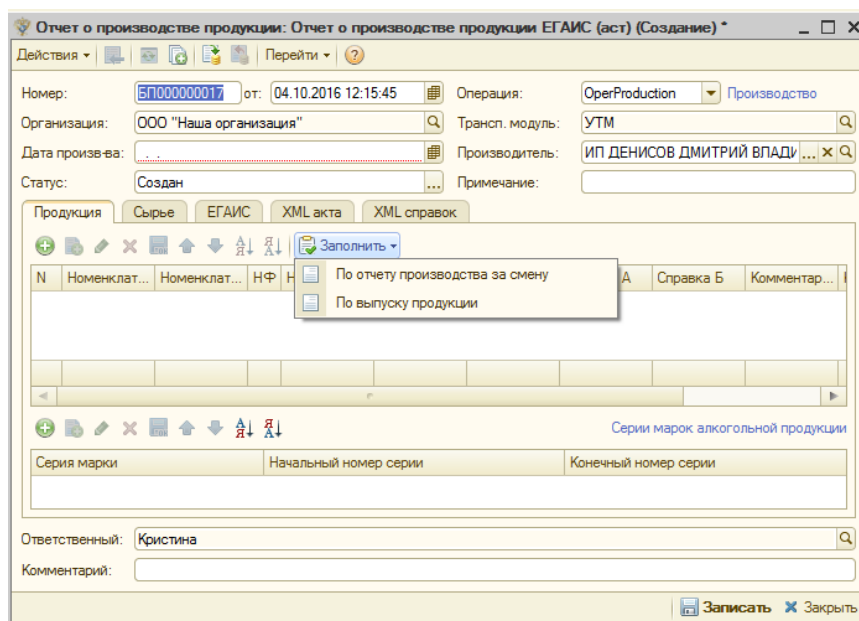 Отчет о производстве продукции: Отчет о производстве продукции ЕГАИС (аст) (Создание) *
Действия Перейти
Номер: БП000000017 от: 04.10.2016 12:15:45 Операция: OperProduction Производство
Организация: ООО "Наша организация" Трансп. модуль: УТМ
Дата произв-ва: . . Производитель: ИП ДЕНИСОВ ДМИТРИЙ ВЛАДИ ...
Статус: Создан ... Примечание:
Продукция Сырье ЕГАИС XML акта XML справок
Заполнить
N Номенклат... Номенклат... НФ Н А Справка Б Комментар...
По отчету производства за смену
По выпуску продукции
Серии марок алкогольной продукции
Серия марки Начальный номер серии Конечный номер серии
Ответственный: Кристина
Комментарий:
Записать Закрыть